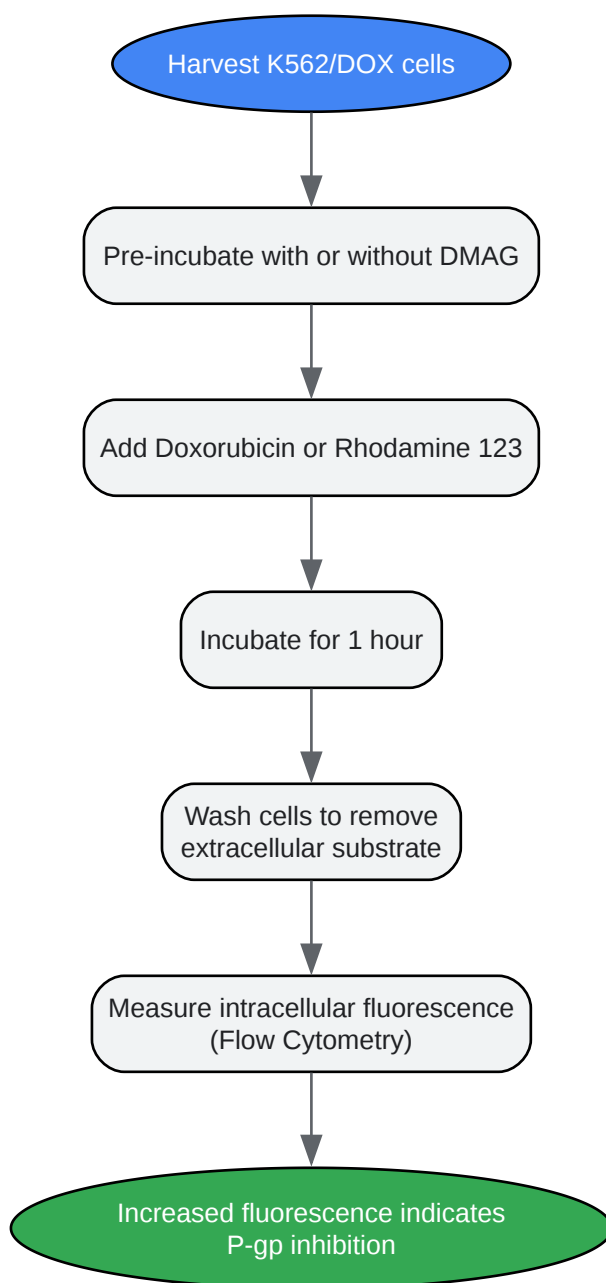 Harvest K562/DOX cells
Pre-incubate with or without DMAG
Add Doxorubicin or Rhodamine 123
Incubate for 1 hour
Wash cells to remove
extracellular substrate
Measure intracellular fluorescence
(Flow Cytometry)
Increased fluorescence indicates
P-gp inhibition